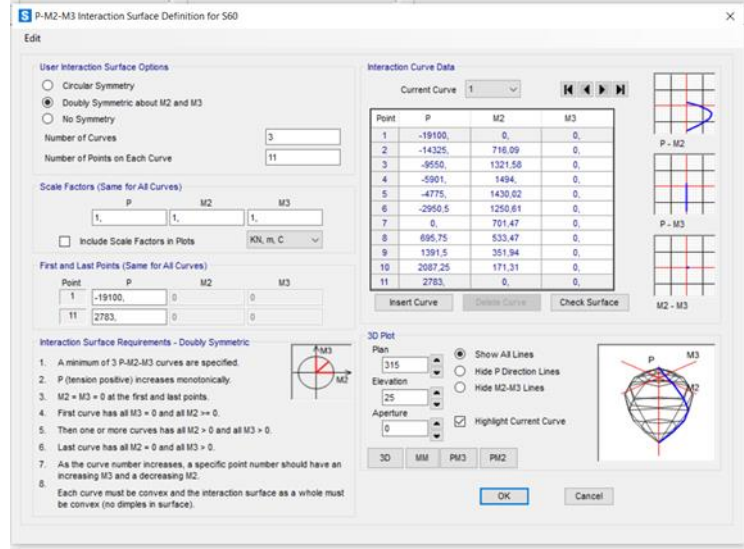 P-M2-M3 Interaction Surface Definition for S60
Edit
User Interaction Surface Options
Circular Symmetry
Doubly Symmetric about M2 and M3
No Symmetry
Number of Curves 3
Number of Points on Each Curve 11
Scale Factors (Same for All Curves)
P M2 M3
1, 1, 1,
Include Scale Factors in Plots KN, m, C
First and Last Points (Same for All Curves)
Point P M2 M3
1 -19100, 0 0
11 2783, 0 0
Interaction Surface Requirements - Doubly Symmetric
1. A minimum of 3 P-M2-M3 curves are specified.
2. P (tension positive) increases monotonically.
3. M2 = M3 = 0 at the first and last points.
4. First curve has all M3 = 0 and all M2 >= 0.
5. Then one or more curves has all M2 > 0 and all M3 > 0.
6. Last curve has all M2 = 0 and all M3 > 0.
7. As the curve number increases, a specific point number should have an
increasing M3 and a decreasing M2.
8.
Each curve must be convex and the interaction surface as a whole must
be convex (no dimples in surface).
M3
M2
Interaction Curve Data
Current Curve 1
Point P M2 M3
1 -19100, 0, 0,
2 -14325, 716,09 0,
3 -9550, 1321,58 0,
4 -5901, 1494, 0,
5 -4775, 1430,02 0,
6 -2950,5 1250,61 0,
7 0, 701,47 0,
8 695,75 533,47 0,
9 1391,5 351,94 0,
10 2087,25 171,31 0,
11 2783, 0, 0,
Insert Curve Delete Curve Check Surface
P - M2
P - M3
M2 - M3
3D Plot
Plan
315
Elevation
25
Aperture
0
Show All Lines
Hide P Direction Lines
Hide M2-M3 Lines
Highlight Current Curve
3D MM PM3 PM2
P M3
M2
OK Cancel